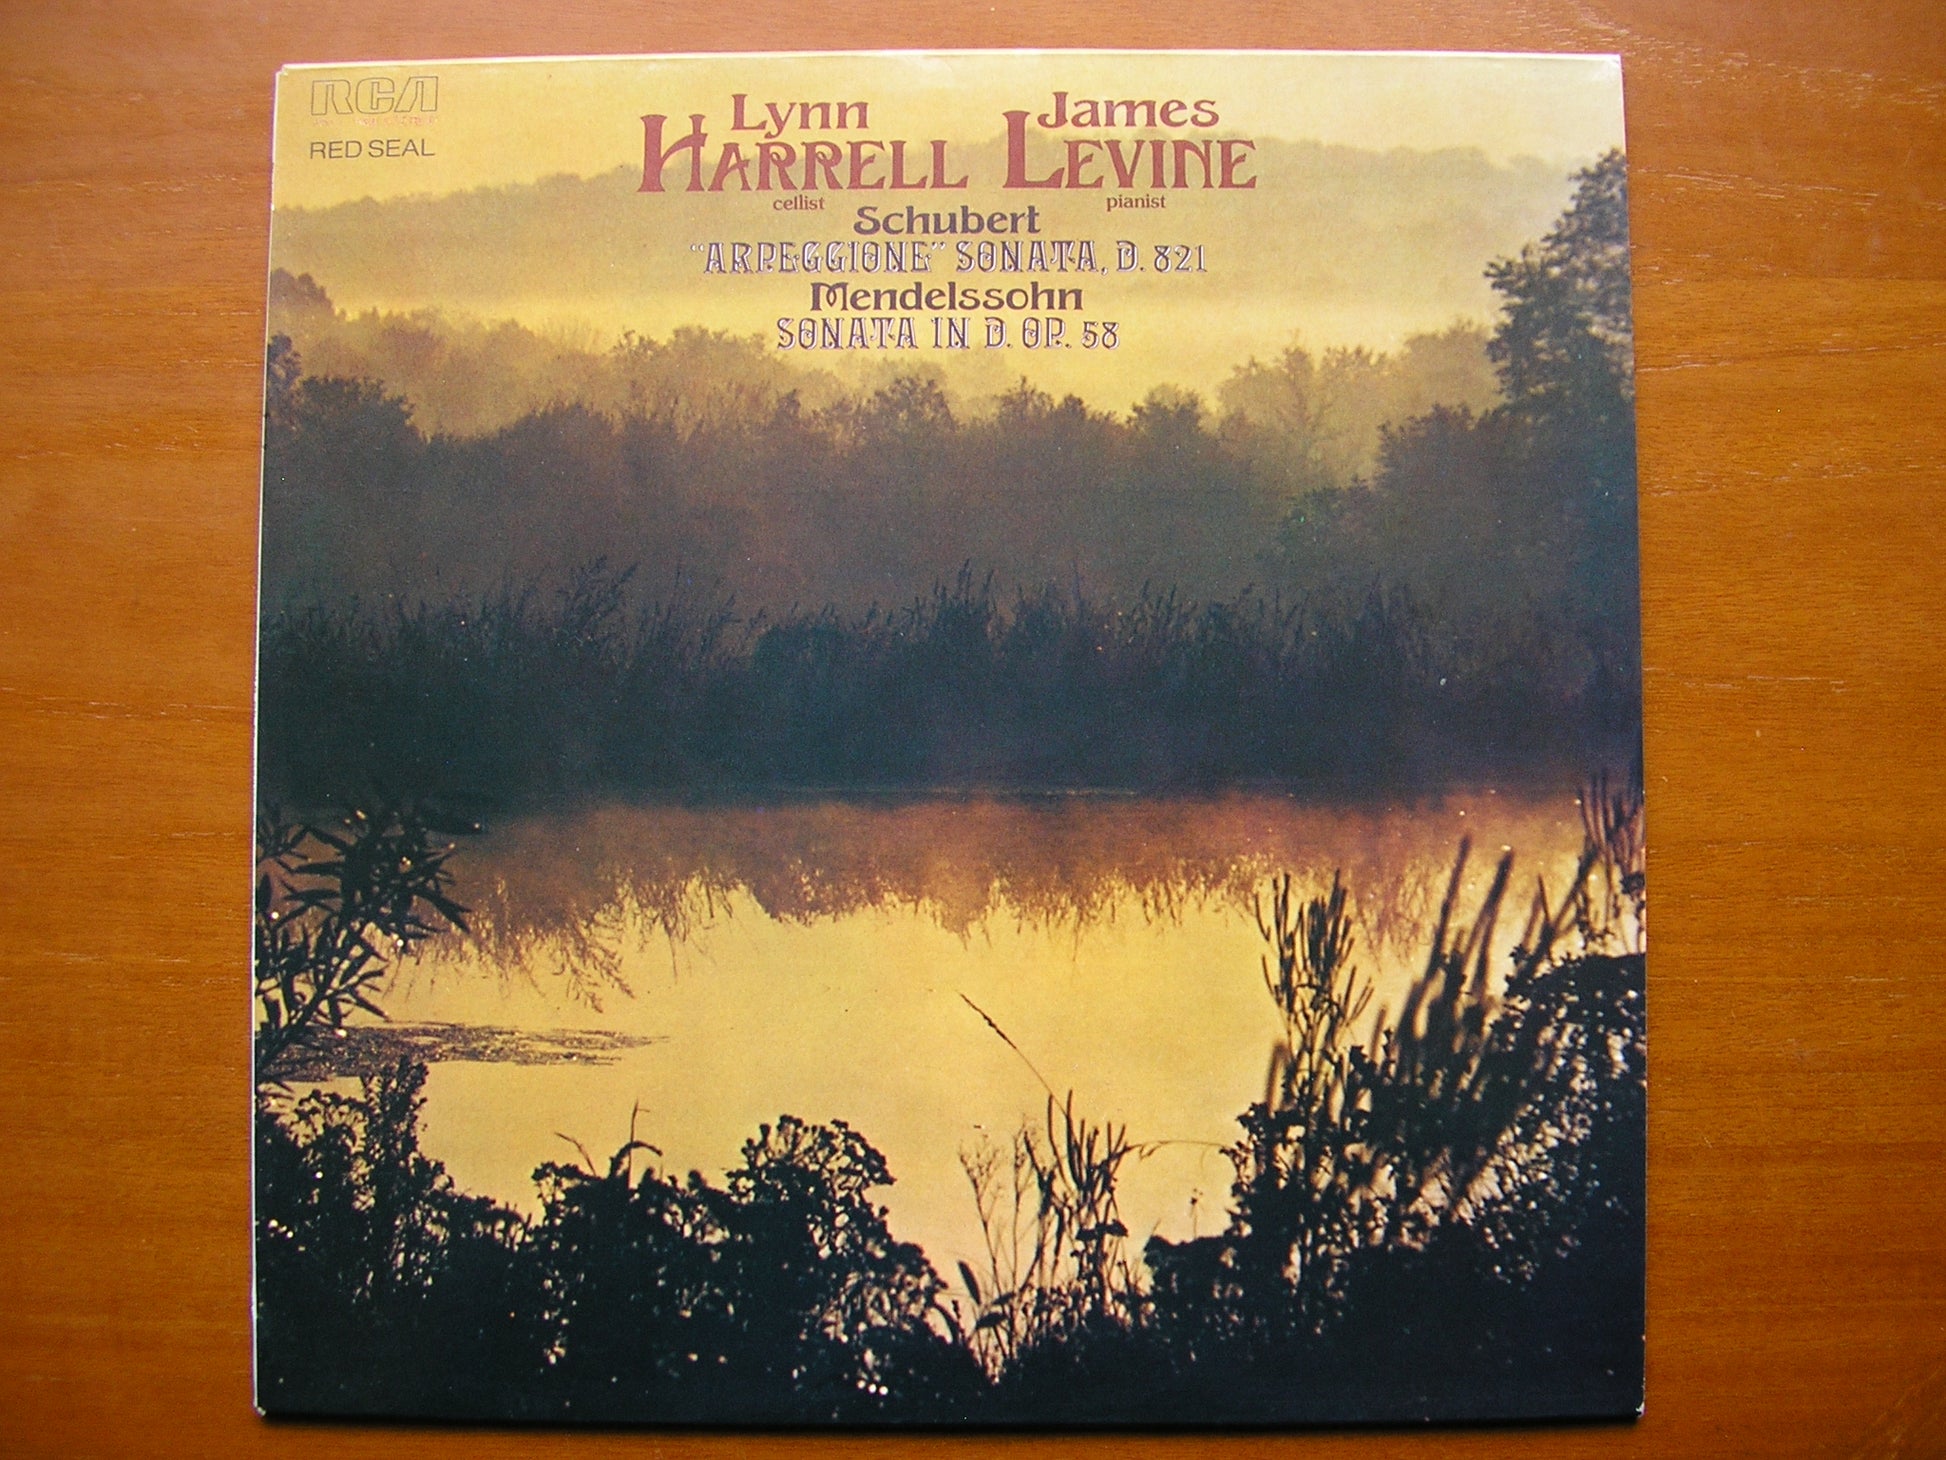 RCA
RED SEAL
Lynn HARRELL
cellist
James LEVINE
pianist
Schubert
"ARPEGGIONE" SONATA, D. 821
Mendelssohn
SONATA IN D. OP. 58